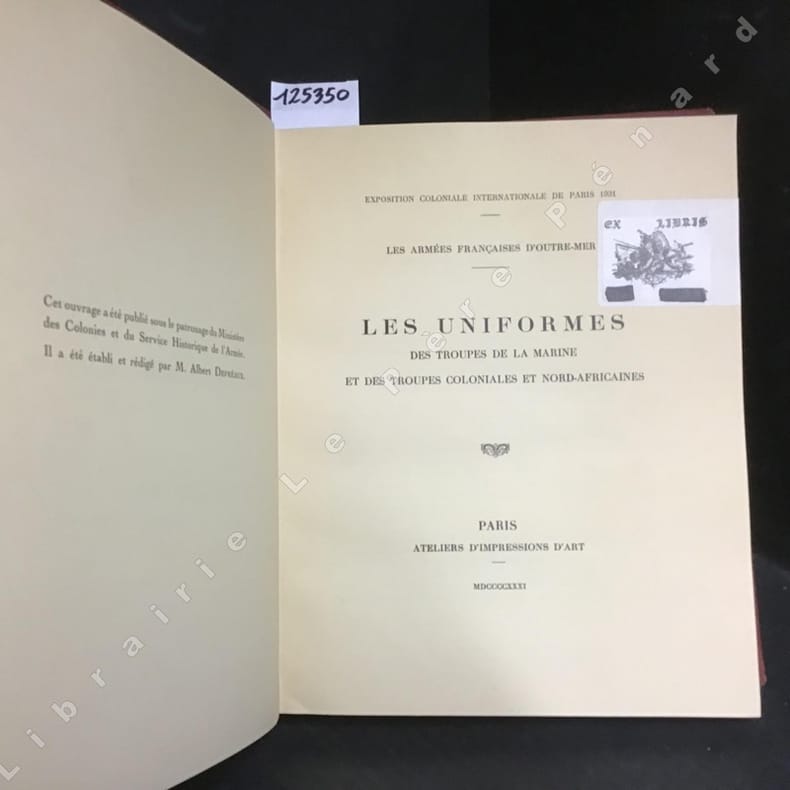 Cet ouvrage a été publié sous le patronage du Ministère
des Colonies et du Service Historique de l'Armée.
Il a été établi et rédigé par M. Albert DEPRÉAUX.
125350
EXPOSITION COLONIALE INTERNATIONALE DE PARIS 1931
LES ARMÉES FRANÇAISES D'OUTRE-MER
EX LIBRIS
LES UNIFORMES
DES TROUPES DE LA MARINE
ET DES TROUPES COLONIALES ET NORD-AFRICAINES
PARIS
ATELIERS D'IMPRESSIONS D'ART
MDCCCCXXXI
Librairie Le Père Pénard